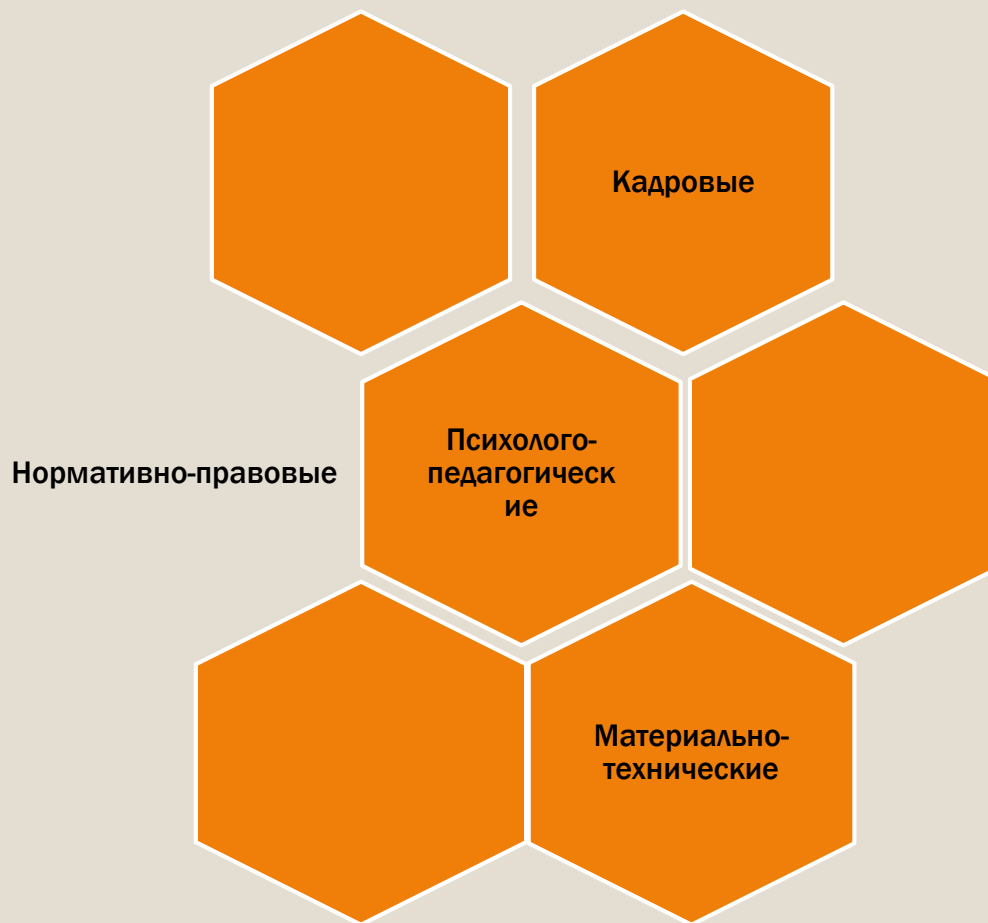 Кадровые
Нормативно-правовые
Психолого-
педагогическ
ие
Материально-
технические